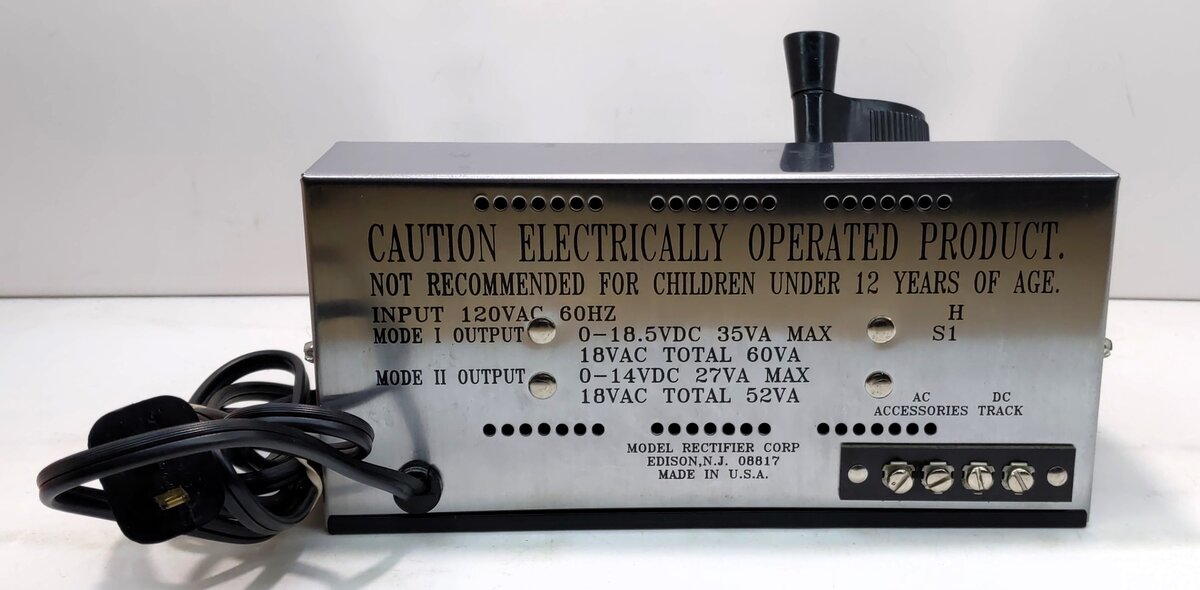 CAUTION ELECTRICALLY OPERATED PRODUCT.
NOT RECOMMENDED FOR CHILDREN UNDER 12 YEARS OF AGE.
INPUT 120VAC 60HZ H
MODE I OUTPUT 0-18.5VDC 35VA MAX S1
18VAC TOTAL 60VA
MODE II OUTPUT 0-14VDC 27VA MAX
18VAC TOTAL 52VA
AC DC
ACCESSORIES TRACK
MODEL RECTIFIER CORP
EDISON,N.J. 08817
MADE IN U.S.A.